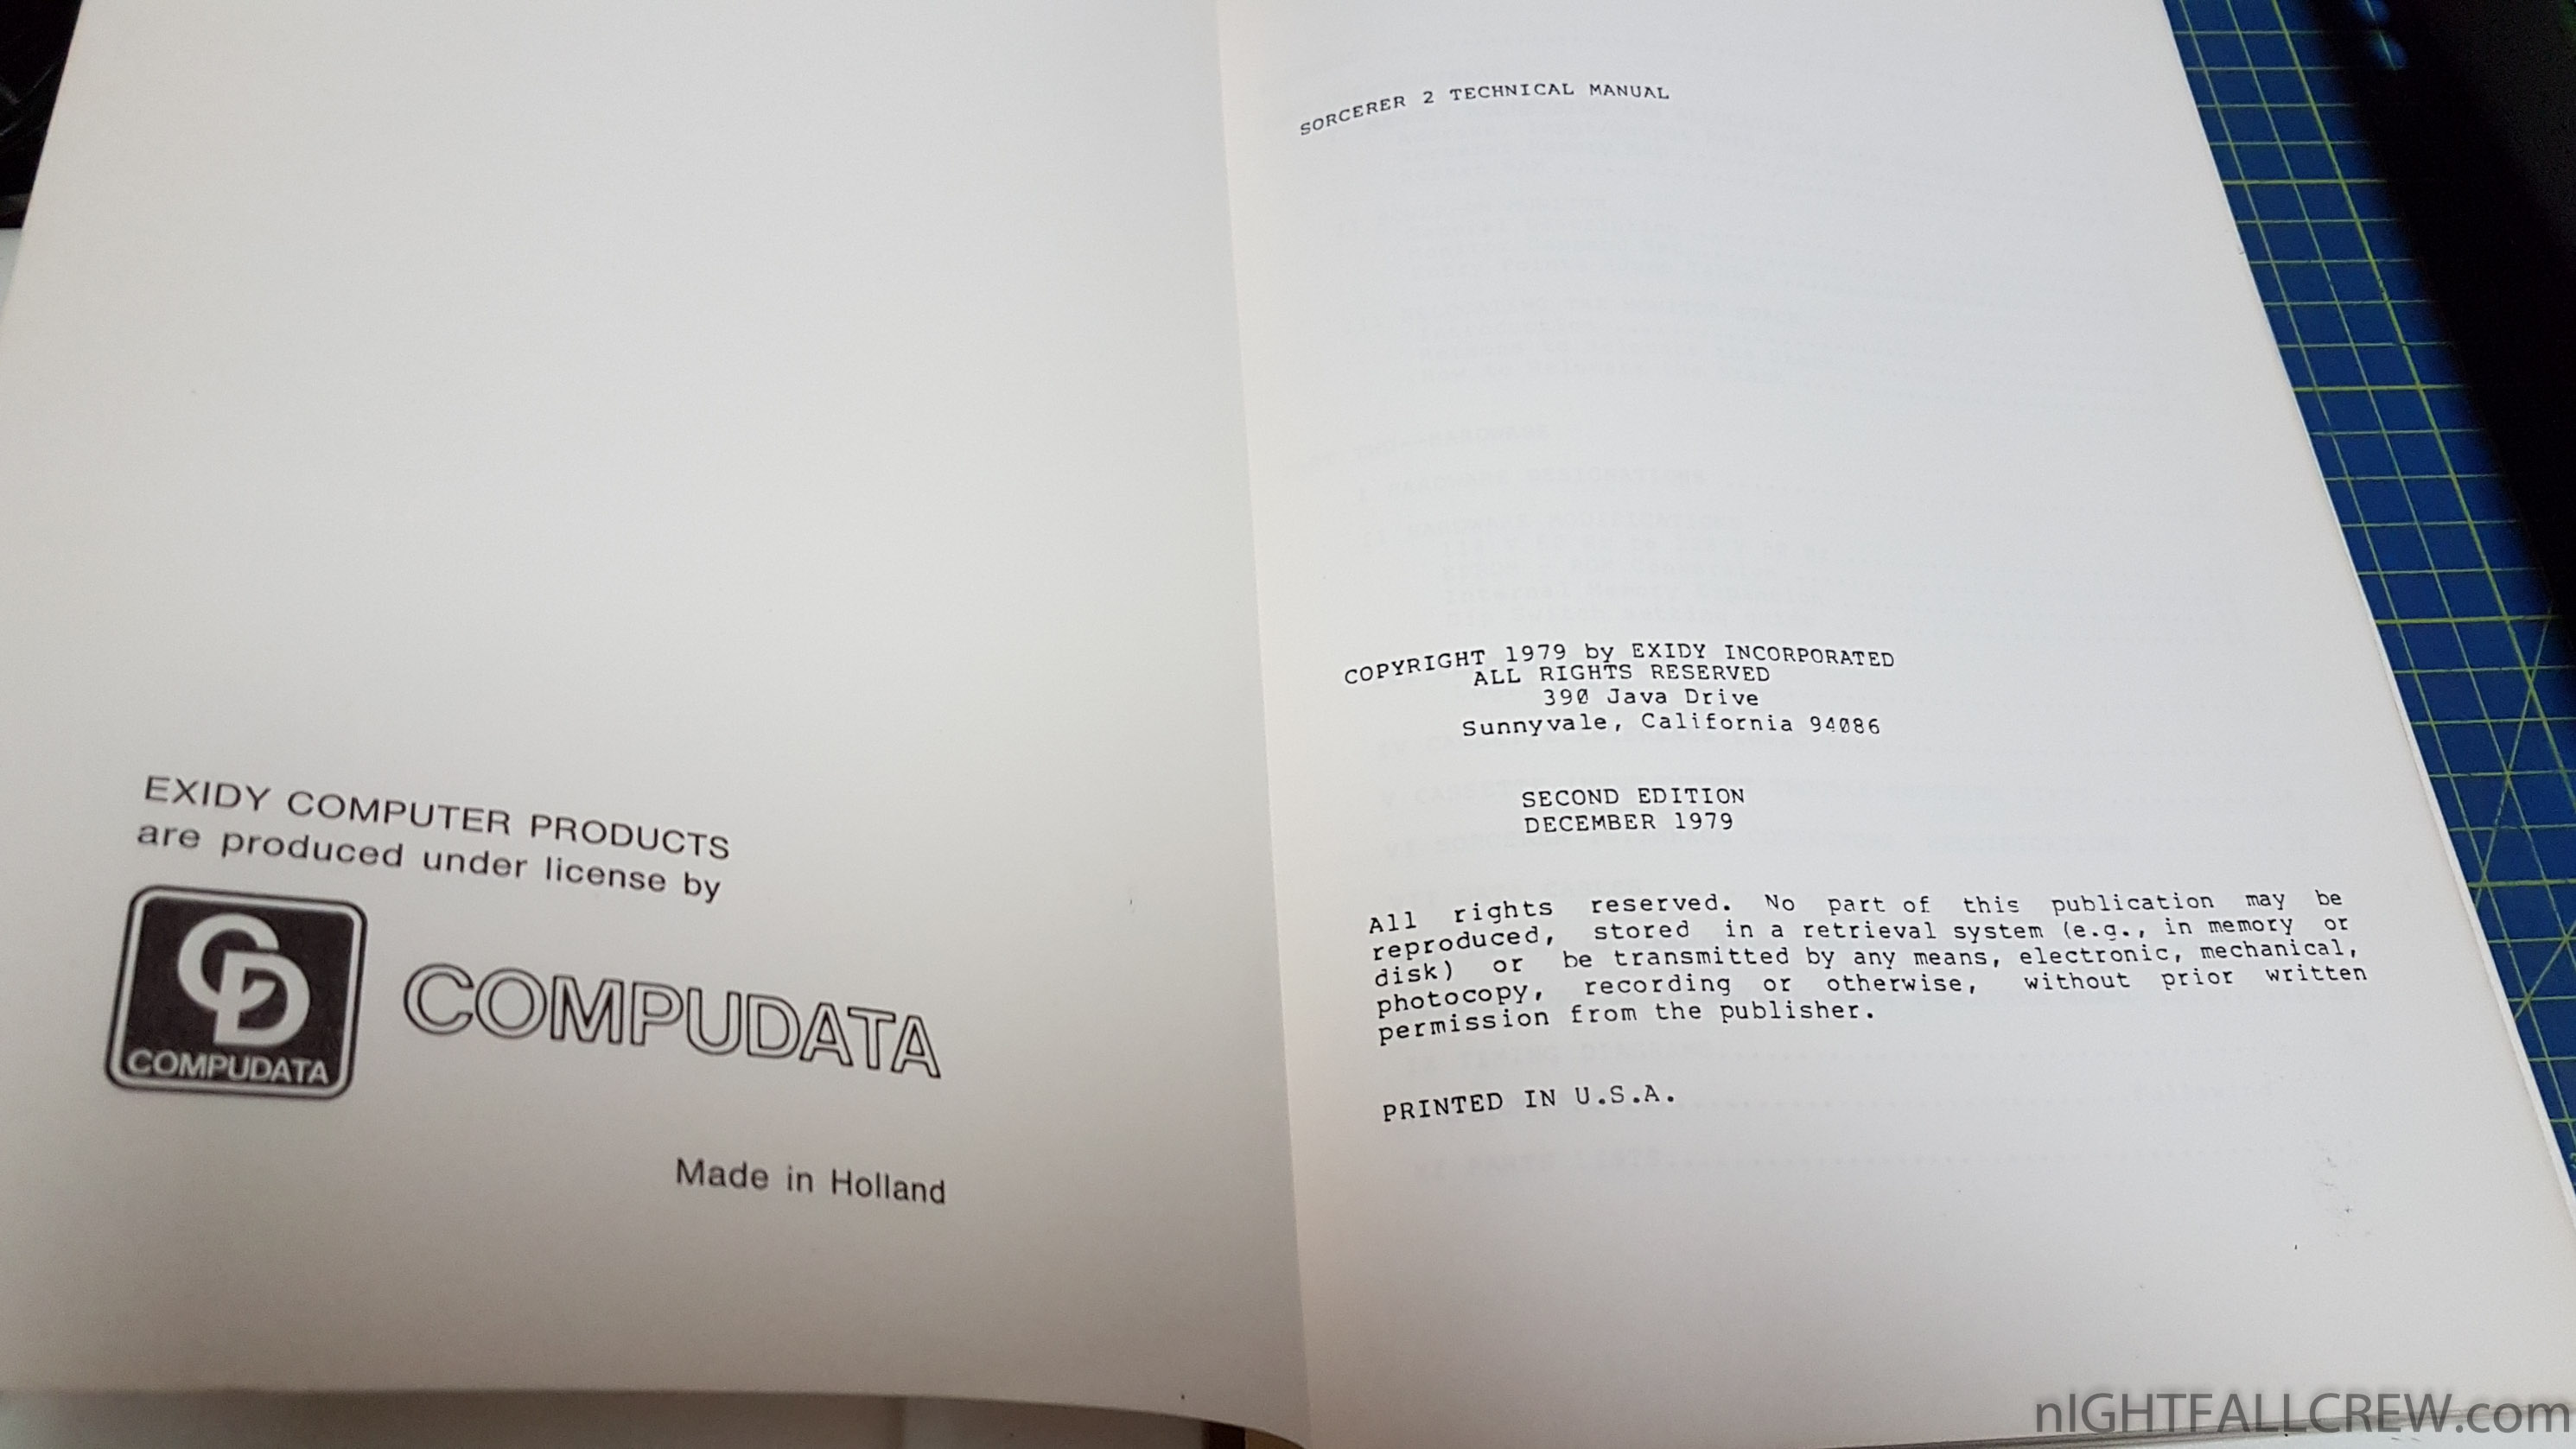 EXIDY COMPUTER PRODUCTS
are produced under license by
CD
COMPUDATA
COMPUDATA
Made in Holland
SORCERER 2 TECHNICAL MANUAL
COPYRIGHT 1979 by EXIDY INCORPORATED
ALL RIGHTS RESERVED
390 Java Drive
Sunnyvale, California 94086
SECOND EDITION
DECEMBER 1979
All rights reserved. No part of this publication may be
reproduced, stored in a retrieval system (e.g., in memory or
disk) or be transmitted by any means, electronic, mechanical,
photocopy, recording or otherwise, without prior written
permission from the publisher.
PRINTED IN U.S.A.
nIGHTFALLCREW.com